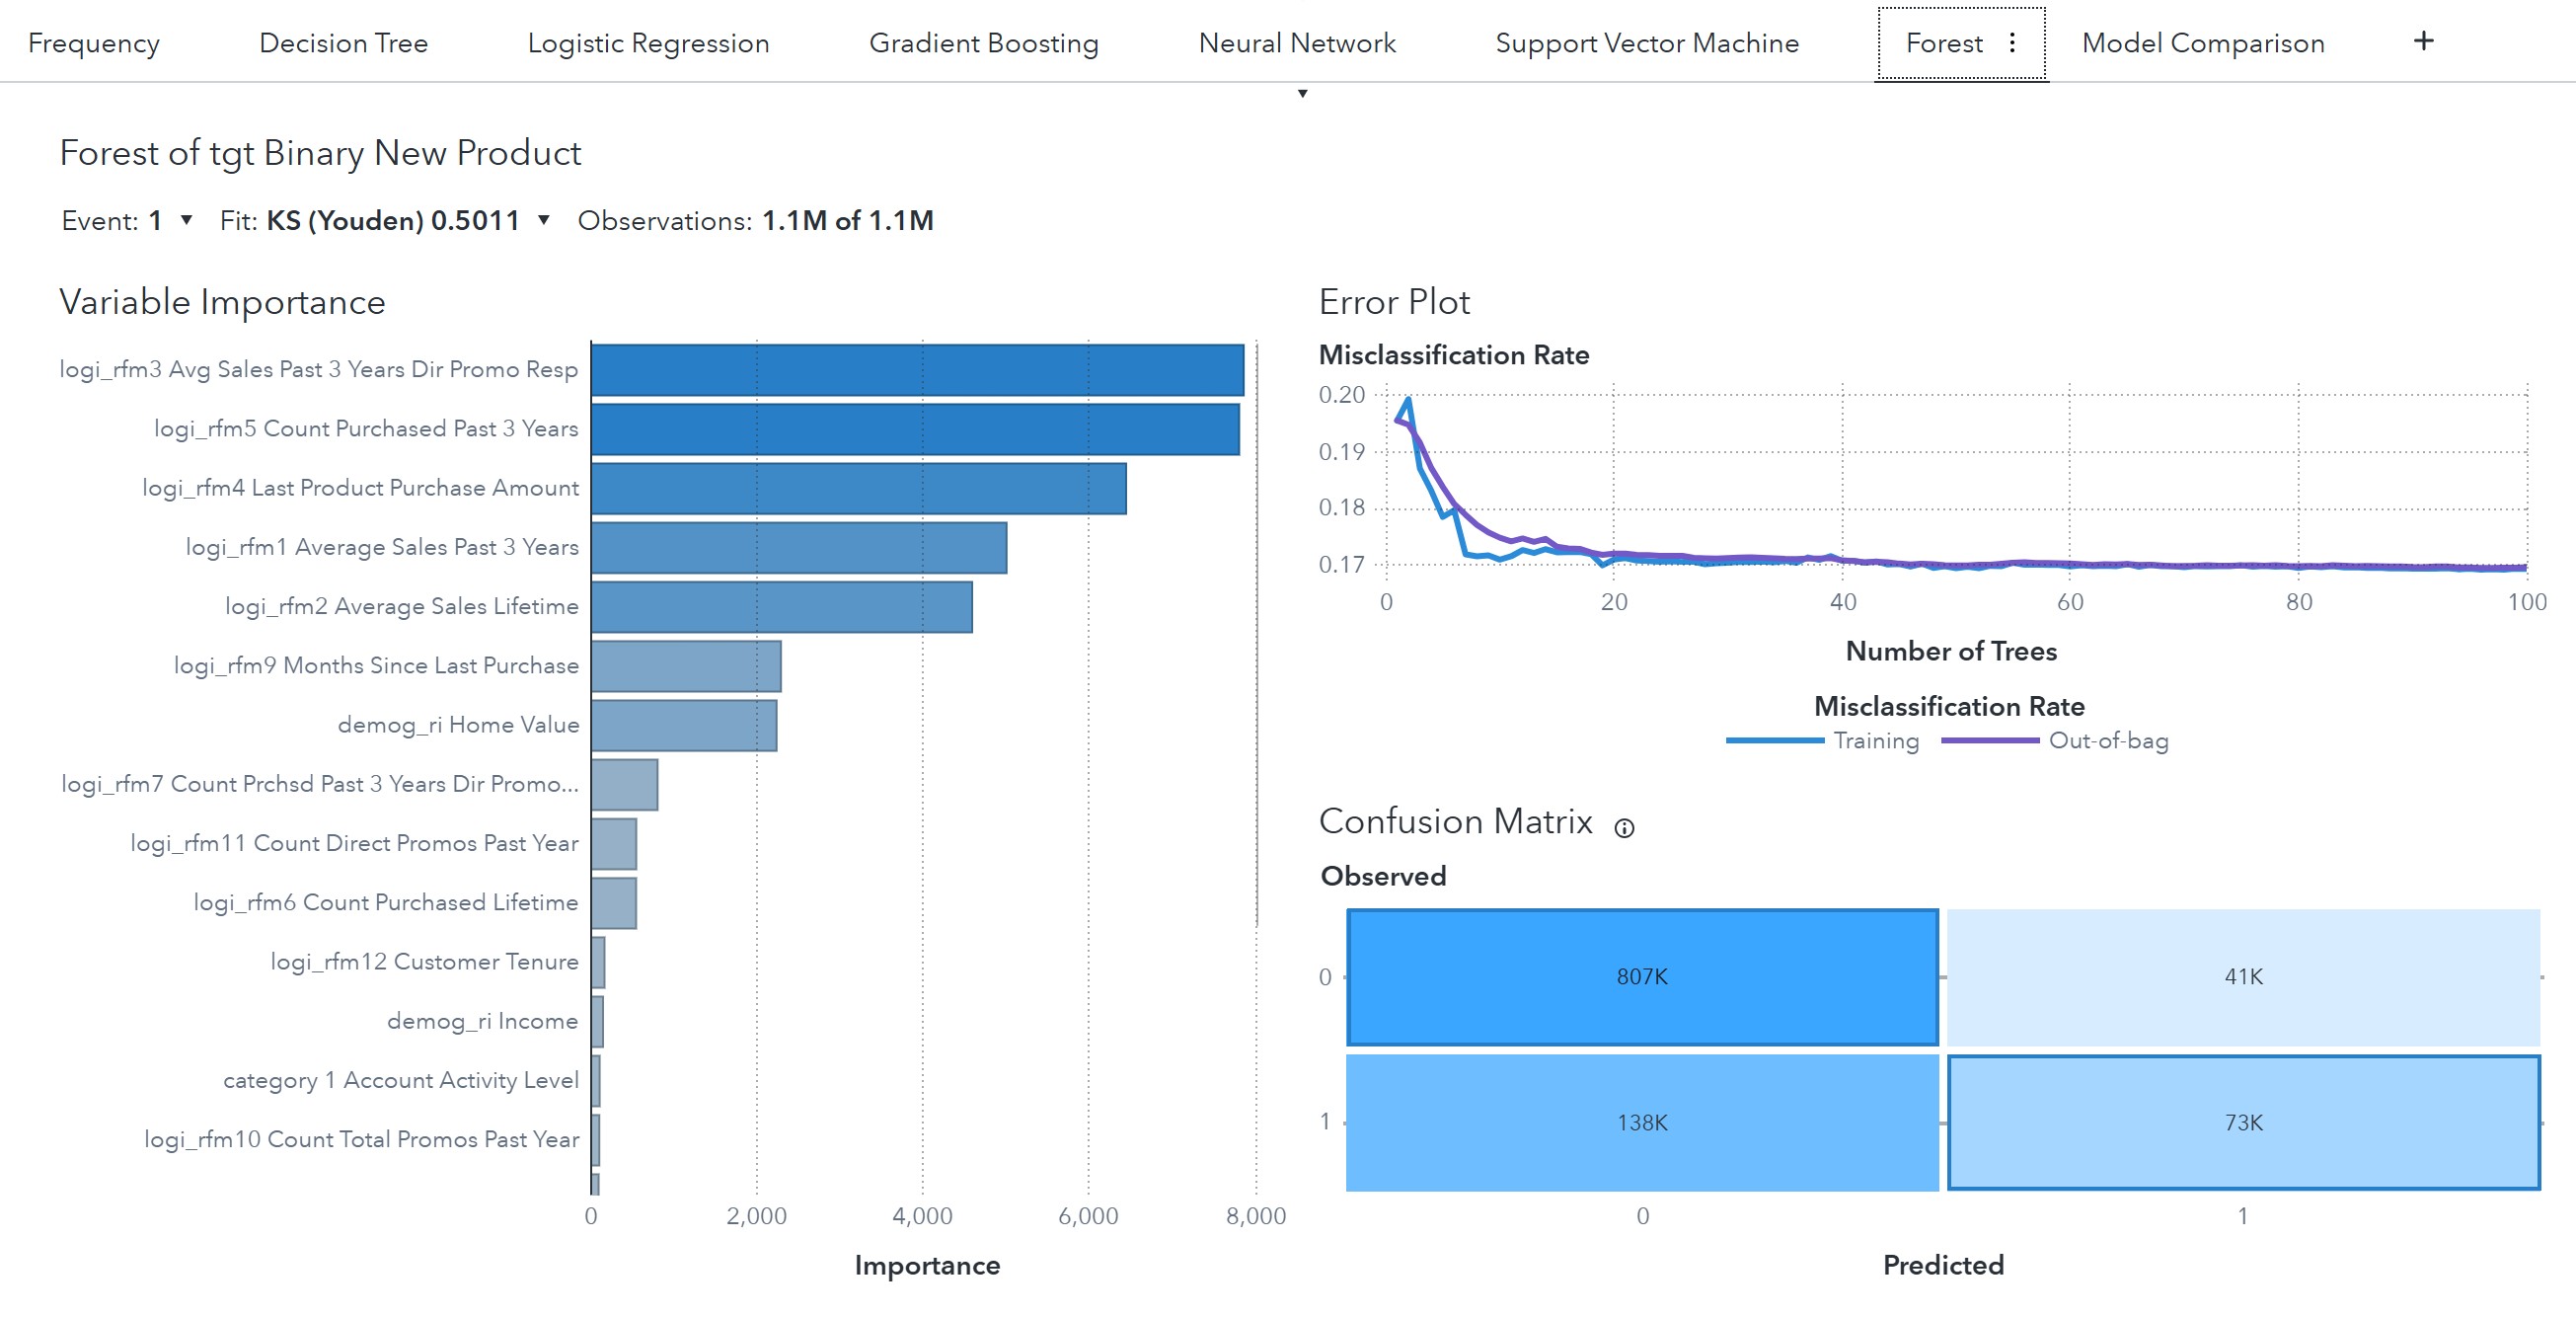 Frequency Decision Tree Logistic Regression Gradient Boosting Neural Network Support Vector Machine Forest Model Comparison +
Forest of tgt Binary New Product
Event: 1 Fit: KS (Youden) 0.5011 Observations: 1.1M of 1.1M
Variable Importance
logi_rfm3 Avg Sales Past 3 Years Dir Promo Resp
logi_rfm5 Count Purchased Past 3 Years
logi_rfm4 Last Product Purchase Amount
logi_rfm1 Average Sales Past 3 Years
logi_rfm2 Average Sales Lifetime
logi_rfm9 Months Since Last Purchase
demog_ri Home Value
logi_rfm7 Count Prchsd Past 3 Years Dir Promo...
logi_rfm11 Count Direct Promos Past Year
logi_rfm6 Count Purchased Lifetime
logi_rfm12 Customer Tenure
demog_ri Income
category 1 Account Activity Level
logi_rfm10 Count Total Promos Past Year
0 2,000 4,000 6,000 8,000
Importance
Error Plot
Misclassification Rate
0.20
0.19
0.18
0.17
0 20 40 60 80 100
Number of Trees
Misclassification Rate
Training Out-of-bag
Confusion Matrix
Observed
0 807K 41K
1 138K 73K
0 1
Predicted